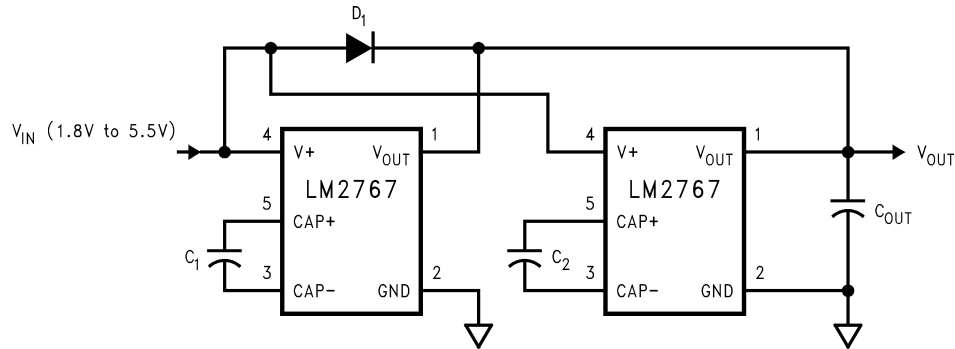 D1
VIN (1.8V to 5.5V)
4
V+
VOUT
1
LM2767
5
CAP+
C1
3
CAP−
GND
2
4
V+
VOUT
1
LM2767
5
CAP+
C2
3
CAP−
GND
2
VOUT
COUT